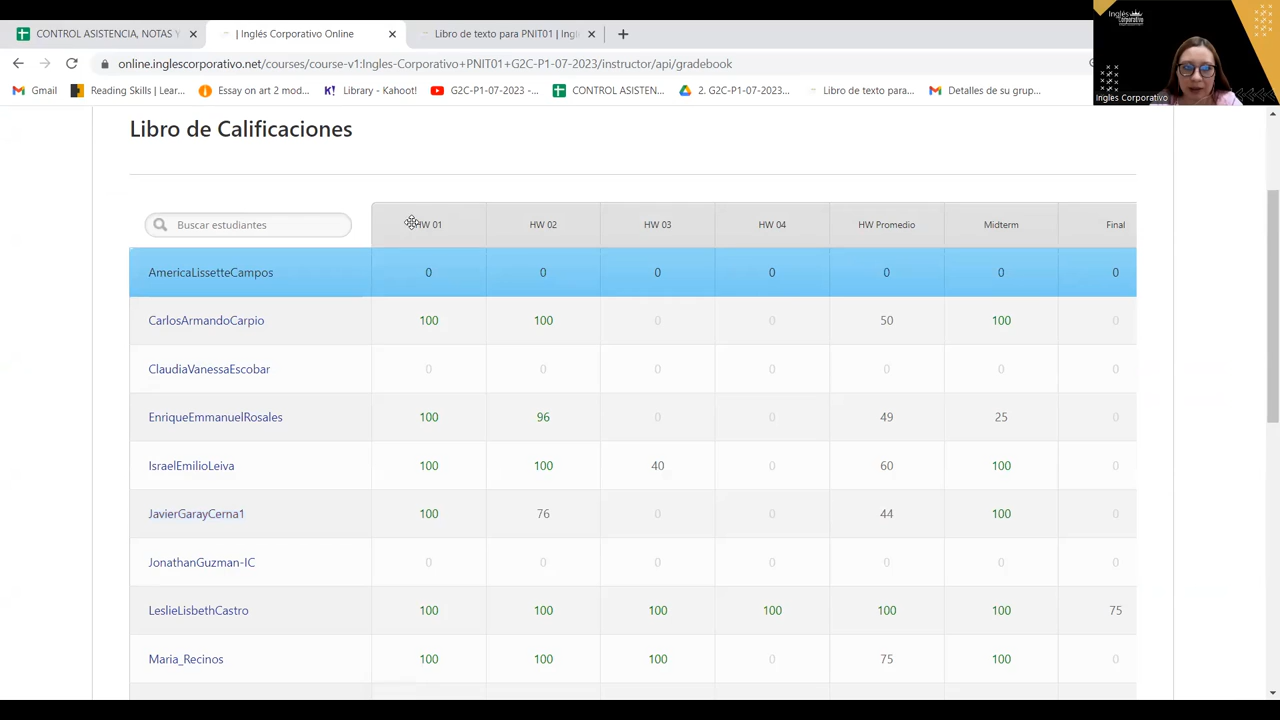 CONTROL ASISTENCIA, NOTAS Y
| Inglés Corporativo Online
Libro de texto para PNIT01 | Ingl
online.inglescorporativo.net/courses/course-v1:Ingles-Corporativo+PNIT01+G2C-P1-07-2023/instructor/api/gradebook
Gmail
Reading Skills | Lear...
Essay on art 2 mod...
Library - Kahoot!
G2C-P1-07-2023 -...
CONTROL ASISTEN...
2. G2C-P1-07-2023...
Libro de texto para...
Detalles de su grup...
Inglés
Corporativo
Ingles Corporativo
Libro de Calificaciones
Buscar estudiantes HW 01 HW 02 HW 03 HW 04 HW Promedio Midterm Final
AmericaLissetteCampos 0 0 0 0 0 0 0
CarlosArmandoCarpio 100 100 0 0 50 100 0
ClaudiaVanessaEscobar 0 0 0 0 0 0 0
EnriqueEmmanuelRosales 100 96 0 0 49 25 0
IsraelEmilioLeiva 100 100 40 0 60 100 0
JavierGarayCerna1 100 76 0 0 44 100 0
JonathanGuzman-IC 0 0 0 0 0 0 0
LeslieLisbethCastro 100 100 100 100 100 100 75
Maria_Recinos 100 100 100 0 75 100 0